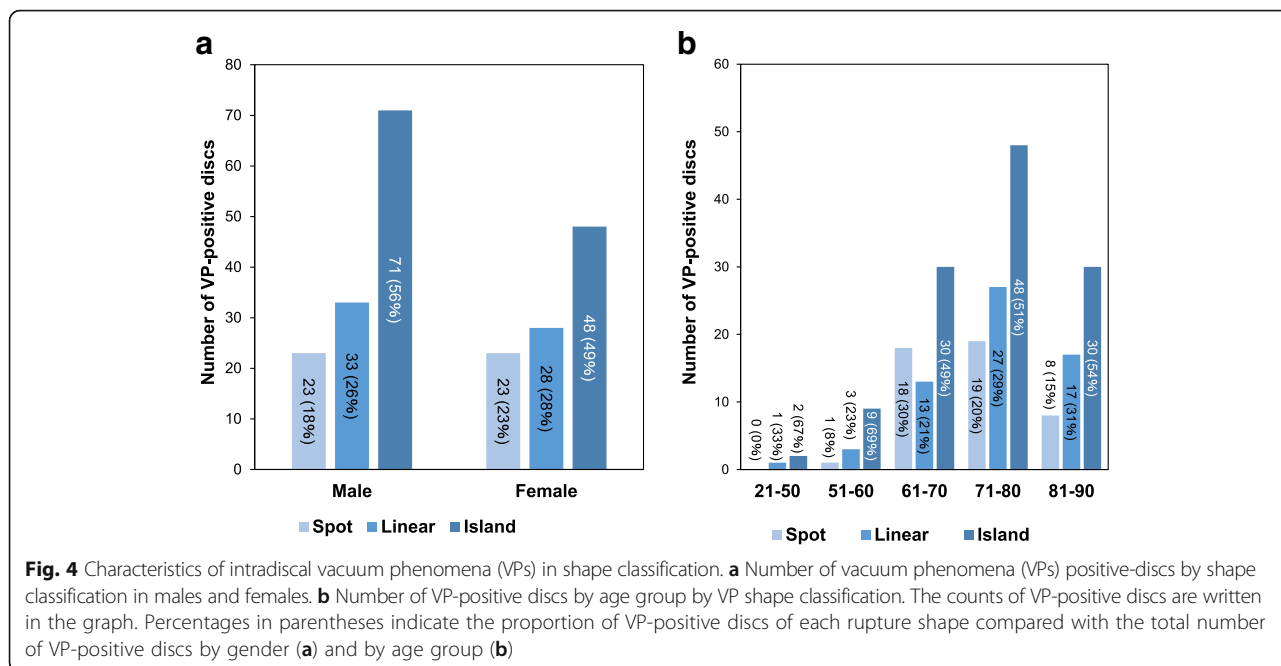 a
80
70
60
50
40
30
20
10
0
Number of VP-positive discs
23 (18%)
33 (26%)
71 (56%)
23 (23%)
28 (28%)
48 (49%)
Male
Female
Spot
Linear
Island
b
60
50
40
30
20
10
0
Number of VP-positive discs
0 (0%)
1 (33%)
2 (67%)
1 (8%)
3 (23%)
9 (69%)
18 (30%)
13 (21%)
30 (49%)
19 (20%)
27 (29%)
48 (51%)
8 (15%)
17 (31%)
30 (54%)
21-50
51-60
61-70
71-80
81-90
Spot
Linear
Island
Fig. 4 Characteristics of intradiscal vacuum phenomena (VPs) in shape classification. a Number of vacuum phenomena (VPs) positive-discs by shape
classification in males and females. b Number of VP-positive discs by age group by VP shape classification. The counts of VP-positive discs are written
in the graph. Percentages in parentheses indicate the proportion of VP-positive discs of each rupture shape compared with the total number
of VP-positive discs by gender (a) and by age group (b)